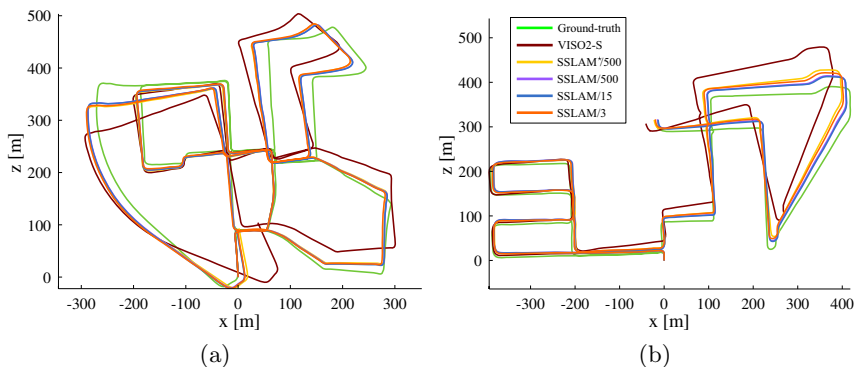 500
400
300
200
100
0
z [m]
-300 -200 -100 0 100 200 300
x [m]
(a)
500
400
300
200
100
0
z [m]
Ground-truth
VISO2-S
SSLAM⁺/500
SSLAM/500
SSLAM/15
SSLAM/3
-300 -200 -100 0 100 200 300 400
x [m]
(b)